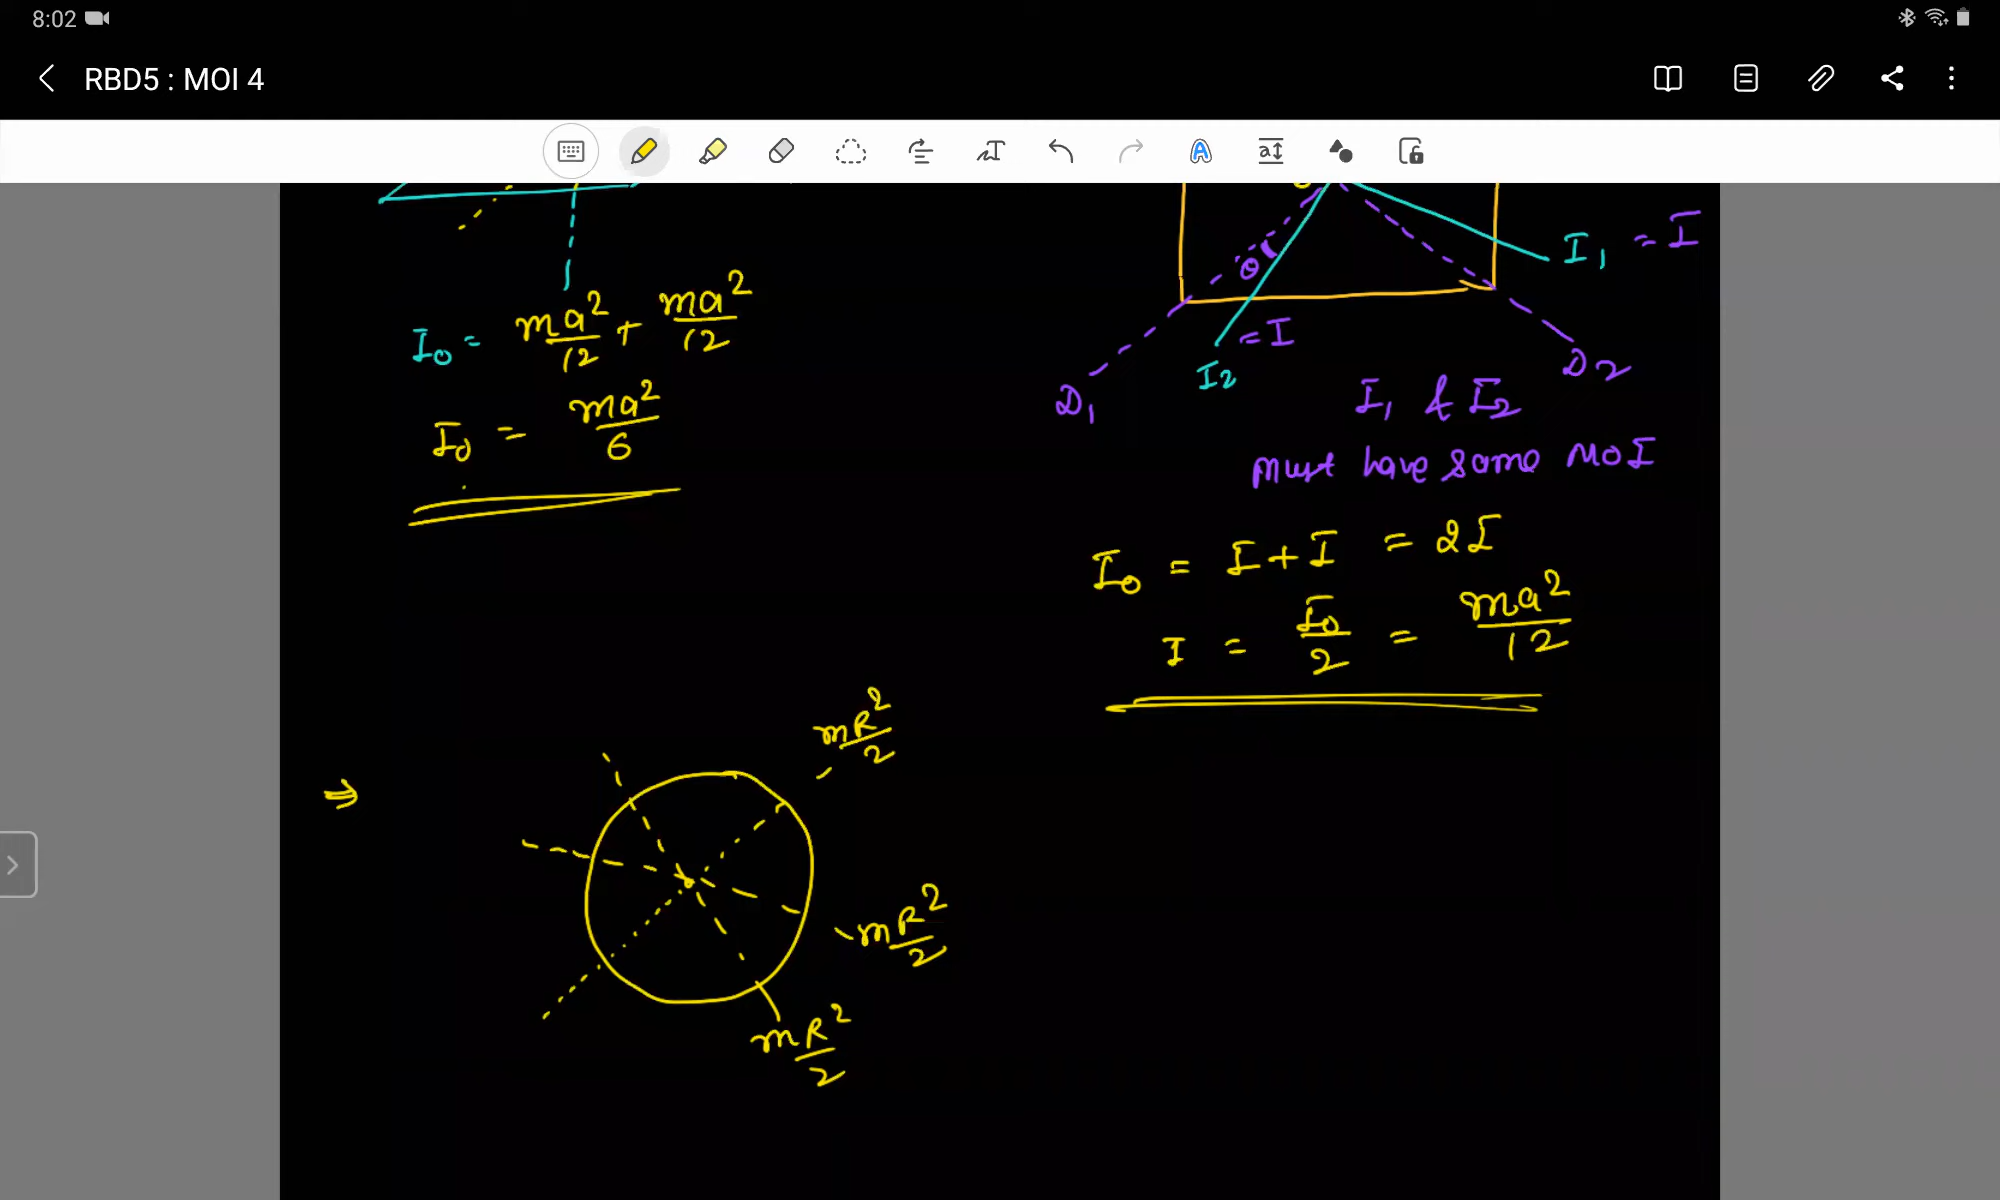 8:02
RBD5 : MOI 4
I₁ = I
θ
I₀ = ma²/12 + ma²/12
= I
I₂
D₁
D₂
I₀ = ma²/6
I₁ & I₂
must have same MOI
I₀ = I + I = 2I
I = I₀/2 = ma²/12
mR²/2
⇒
mR²/2
mR²/2